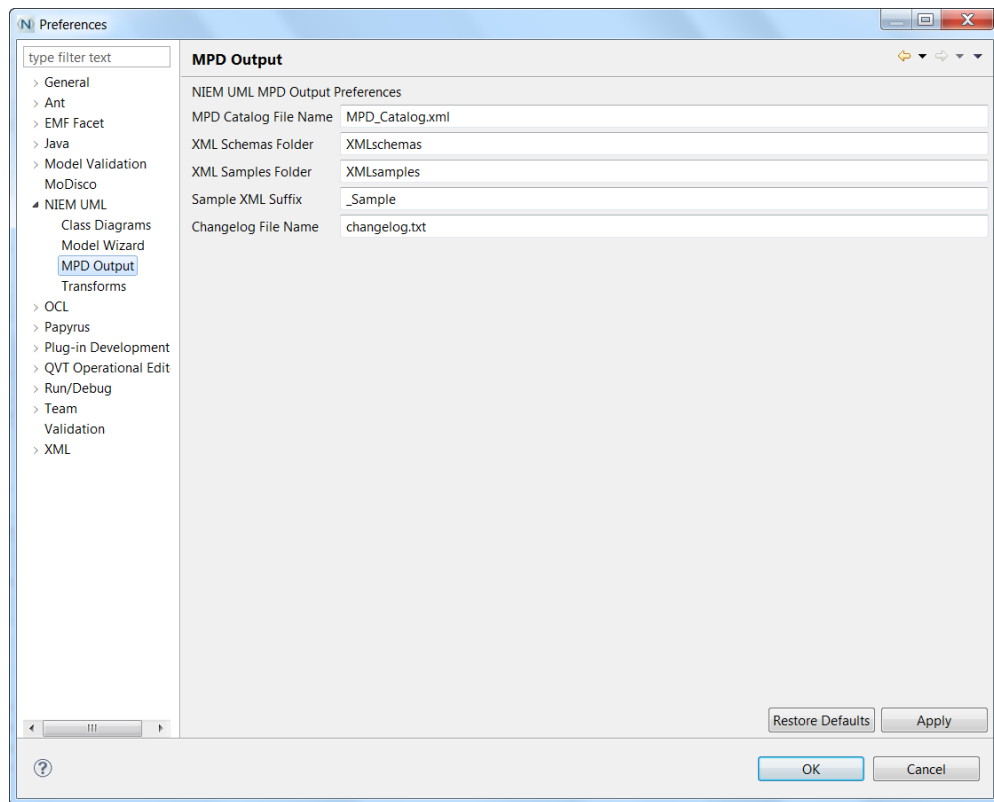 Preferences
type filter text
General
Ant
EMF Facet
Java
Model Validation
MoDisco
NIEM UML
Class Diagrams
Model Wizard
MPD Output
Transforms
OCL
Papyrus
Plug-in Development
QVT Operational Edit
Run/Debug
Team
Validation
XML
MPD Output
NIEM UML MPD Output Preferences
MPD Catalog File Name MPD_Catalog.xml
XML Schemas Folder XMLschemas
XML Samples Folder XMLsamples
Sample XML Suffix _Sample
Changelog File Name changelog.txt
Restore Defaults Apply
OK Cancel